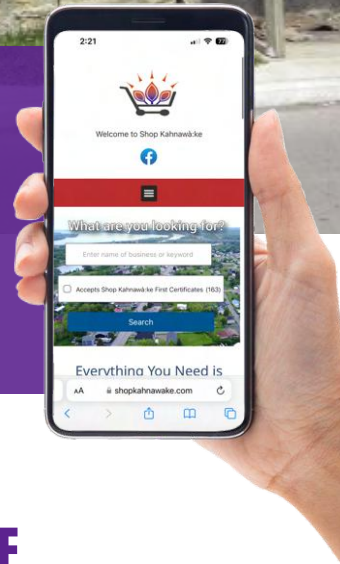 2:21
Welcome to Shop Kahnawà:ke
What are you looking for?
Enter name of business or keyword
Accepts Shop Kahnawà:ke First Certificates (163)
Search
Everything You Need is
AA shopkahnawake.com